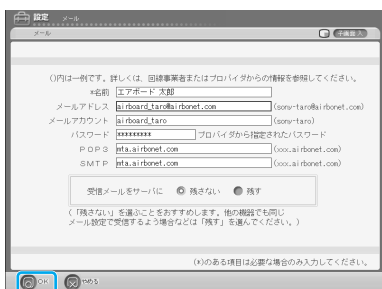 設定 メール
メール 子画面入
()内は一例です。詳しくは、回線事業者またはプロバイダからの情報を参照してください。
*名前 エアボード 太郎
メールアドレス airboard_taro@airbonet.com (sony-taro@airbonet.com)
メールアカウント airboard_taro (sony-taro)
パスワード ********* プロバイダから指定されたパスワード
POP3 mta.airbonet.com (xxx.airbonet.com)
SMTP mta.airbonet.com (xxx.airbonet.com)
受信メールをサーバに 残さない 残す
(「残さない」を選ぶことをおすすめします。他の機器でも同じ
メール設定で受信するよう場合などは「残す」を選んでください。)
(*)のある項目は必要な場合のみ入力してください。
OK やめる